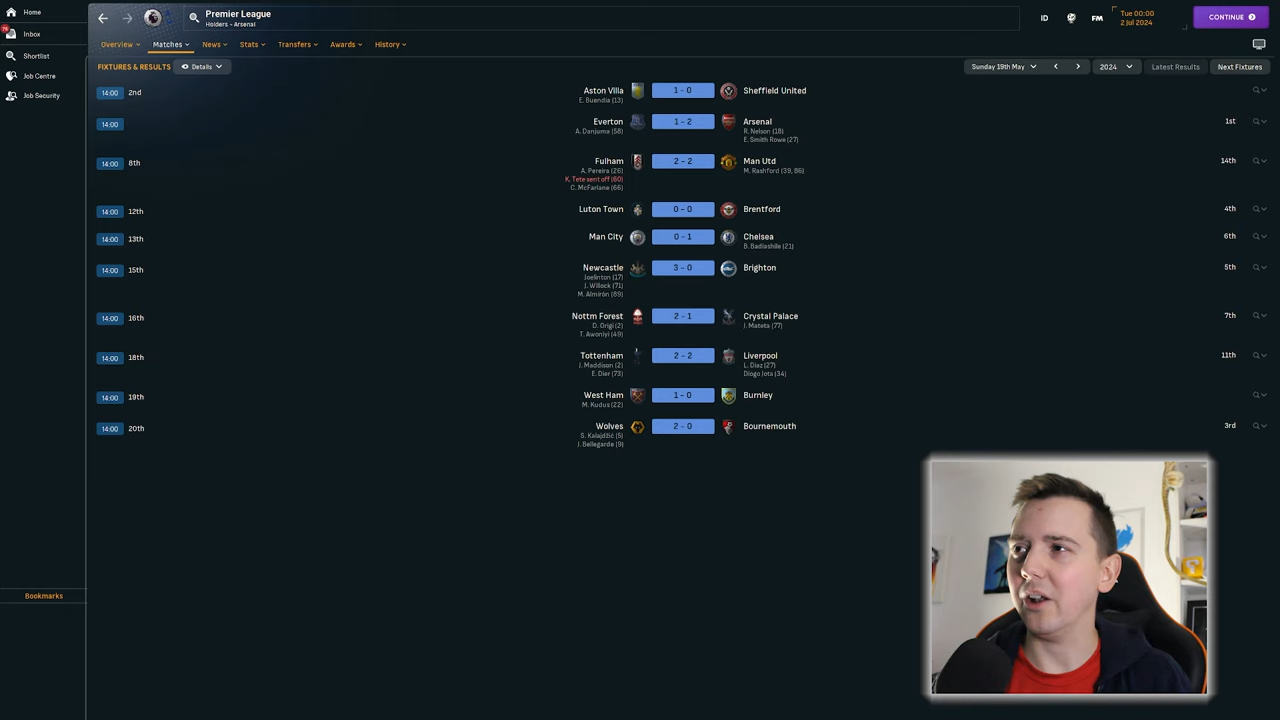 Home
Inbox
Shortlist
Job Centre
Job Security
Bookmarks
Premier League
Holders - Arsenal
ID
FM
Tue 00:00
2 Jul 2024
CONTINUE
Overview
Matches
News
Stats
Transfers
Awards
History
FIXTURES & RESULTS
Details
Sunday 19th May
2024
Latest Results
Next Fixtures
14:00 2nd Aston Villa 1 - 0 Sheffield United
E. Buendía (13)
14:00 Everton 1 - 2 Arsenal 1st
A. Danjuma (58) R. Nelson (18)
E. Smith Rowe (27)
14:00 8th Fulham 2 - 2 Man Utd 14th
A. Pereira (26) M. Rashford (39, 86)
K. Tete sent off (60)
C. McFarlane (66)
14:00 12th Luton Town 0 - 0 Brentford 4th
14:00 13th Man City 0 - 1 Chelsea 6th
B. Badiashile (21)
14:00 15th Newcastle 3 - 0 Brighton 5th
Joelinton (17)
J. Willock (71)
M. Almirón (89)
14:00 16th Nottm Forest 2 - 1 Crystal Palace 7th
D. Origi (2) J. Mateta (77)
T. Awoniyi (49)
14:00 18th Tottenham 2 - 2 Liverpool 11th
J. Maddison (2) L. Díaz (27)
E. Dier (73) Diogo Jota (34)
14:00 19th West Ham 1 - 0 Burnley
M. Kudus (22)
14:00 20th Wolves 2 - 0 Bournemouth 3rd
S. Kalajdžić (5)
J. Bellegarde (9)